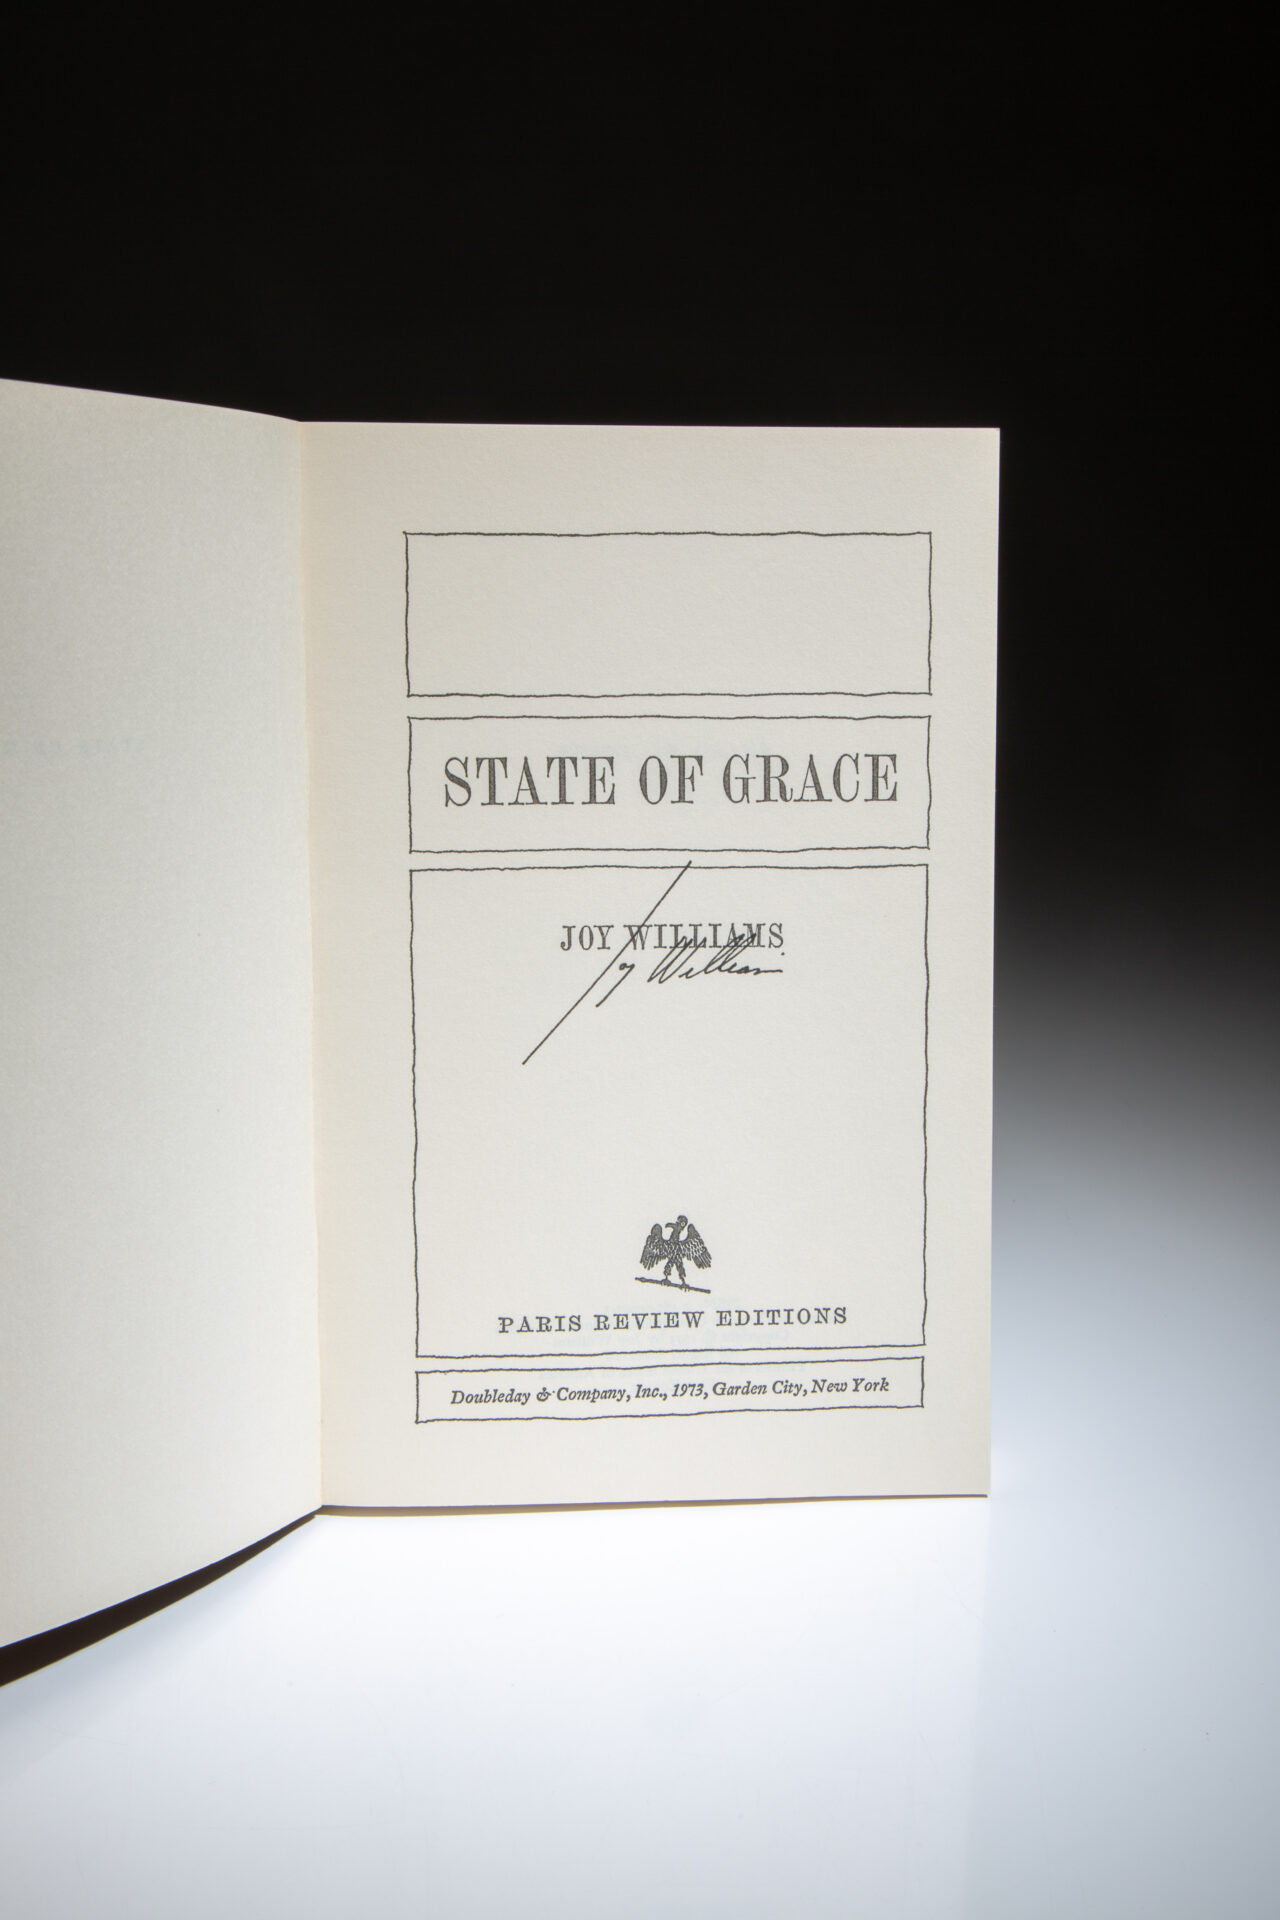 STATE OF GRACE
JOY WILLIAMS
Joy Williams
PARIS REVIEW EDITIONS
Doubleday & Company, Inc., 1973, Garden City, New York